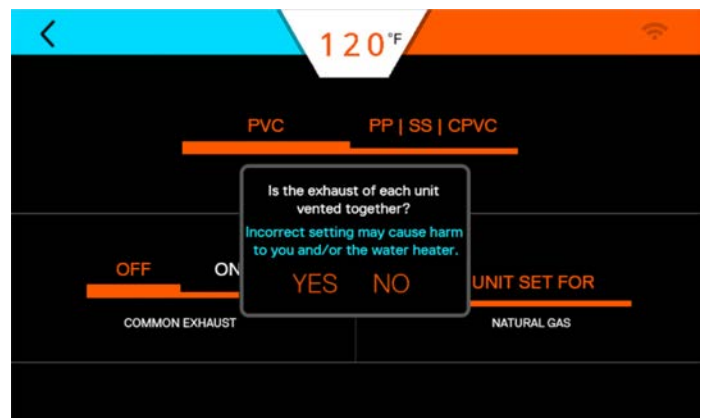 120°F
PVC PP | SS | CPVC
Is the exhaust of each unit
vented together?
Incorrect setting may cause harm
to you and/or the water heater.
YES NO
OFF ON
UNIT SET FOR
COMMON EXHAUST
NATURAL GAS